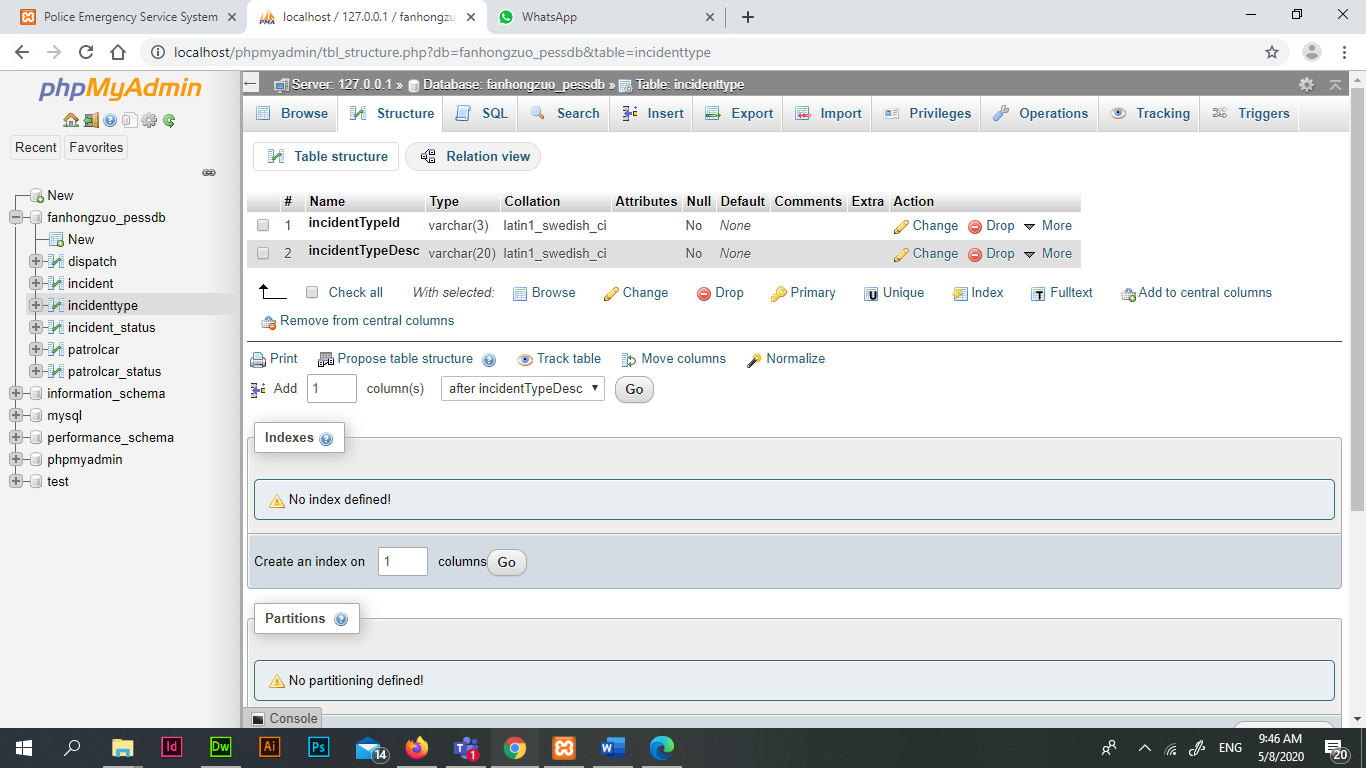 Police Emergency Service System
localhost / 127.0.0.1 / fanhongzuo
WhatsApp
localhost/phpmyadmin/tbl_structure.php?db=fanhongzuo_pessdb&table=incidenttype
phpMyAdmin
Recent Favorites
New
fanhongzuo_pessdb
New
dispatch
incident
incidenttype
incident_status
patrolcar
patrolcar_status
information_schema
mysql
performance_schema
phpmyadmin
test
Server: 127.0.0.1 » Database: fanhongzuo_pessdb » Table: incidenttype
Browse Structure SQL Search Insert Export Import Privileges Operations Tracking Triggers
Table structure Relation view
# Name Type Collation Attributes Null Default Comments Extra Action
1 incidentTypeId varchar(3) latin1_swedish_ci No None Change Drop More
2 incidentTypeDesc varchar(20) latin1_swedish_ci No None Change Drop More
Check all With selected: Browse Change Drop Primary Unique Index Fulltext Add to central columns
Remove from central columns
Print Propose table structure Track table Move columns Normalize
Add 1 column(s) after incidentTypeDesc Go
Indexes
No index defined!
Create an index on 1 columns Go
Partitions
No partitioning defined!
Console
Id Dw Ai Ps 14 1 W ENG 9:46 AM
5/8/2020 20